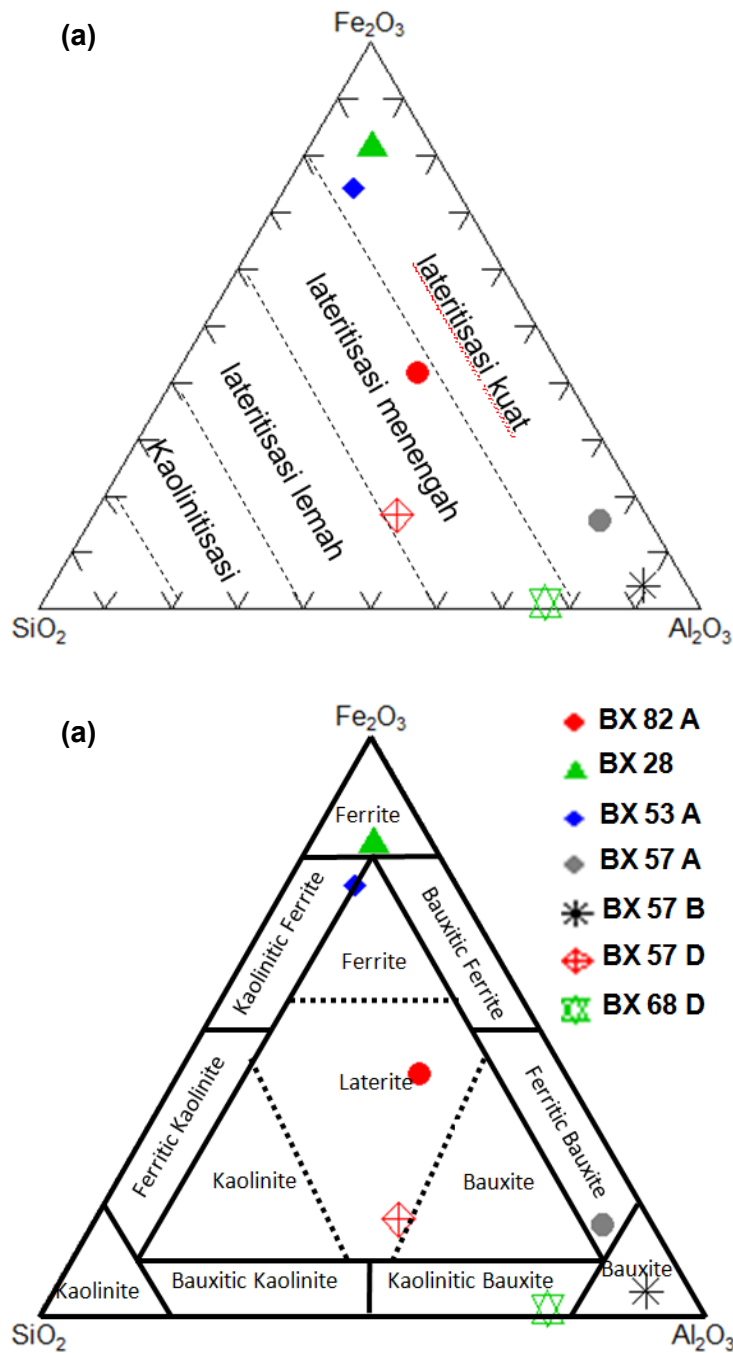 (a)
Fe₂O₃
lateritisasi kuat
lateritisasi menengah
lateritisasi lemah
Kaolinitisasi
SiO₂
Al₂O₃
(a)
Fe₂O₃
BX 82 A
BX 28
BX 53 A
BX 57 A
BX 57 B
BX 57 D
BX 68 D
Ferrite
Kaolinitic Ferrite
Bauxitic Ferrite
Ferrite
Laterite
Ferritic Kaolinite
Ferritic Bauxite
Kaolinite
Bauxite
Kaolinite
Bauxitic Kaolinite
Kaolinitic Bauxite
Bauxite
SiO₂
Al₂O₃